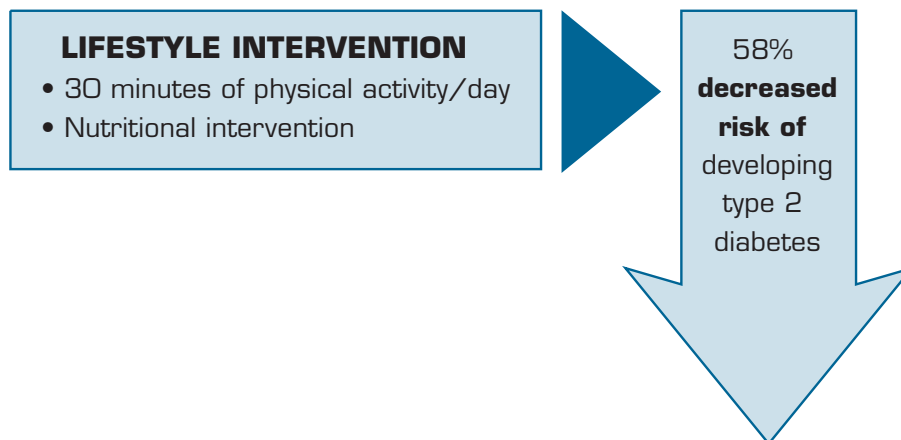 LIFESTYLE INTERVENTION
• 30 minutes of physical activity/day
• Nutritional intervention
58%
decreased
risk of
developing
type 2
diabetes